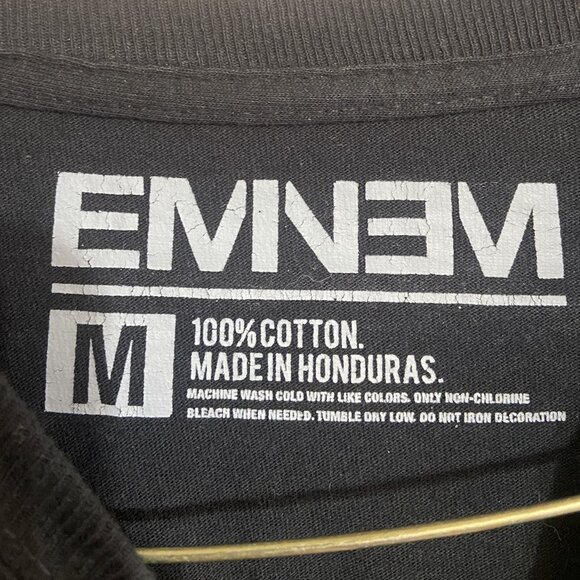 EMINEM
M
100% COTTON.
MADE IN HONDURAS.
MACHINE WASH COLD WITH LIKE COLORS. ONLY NON-CHLORINE
BLEACH WHEN NEEDED. TUMBLE DRY LOW. DO NOT IRON DECORATION